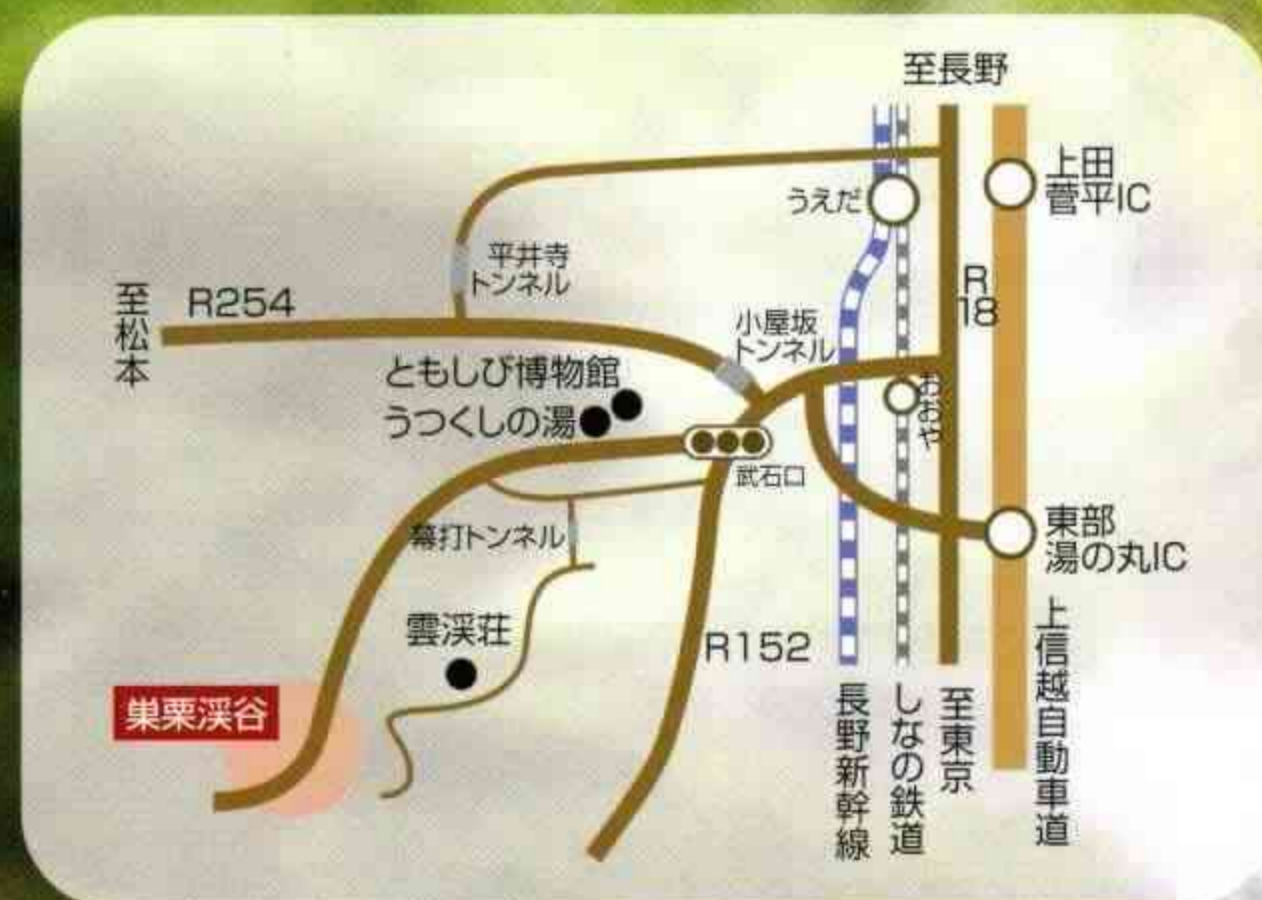 至長野
上田
菅平IC
うえだ
平井寺
トンネル
至松本
R254
R
18
小屋坂
トンネル
ともしび博物館
うつくしの湯
おおや
武石口
東部
湯の丸IC
幕打トンネル
雲渓荘
R152
巣栗渓谷
長野新幹線
しなの鉄道
至東京
上信越自動車道